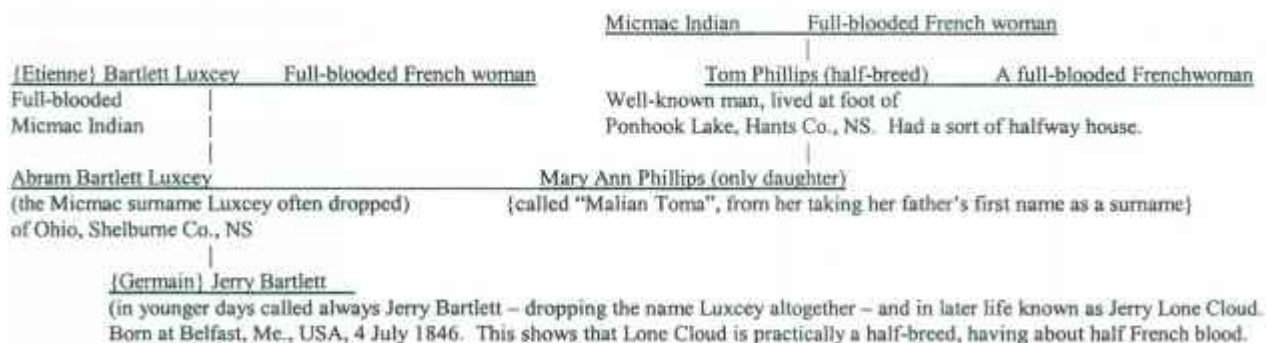 Micmac Indian Full-blooded French woman
{Etienne} Bartlett Luxcey Full-blooded French woman Tom Phillips (half-breed) A full-blooded Frenchwoman
Full-blooded Well-known man, lived at foot of
Micmac Indian Ponhook Lake, Hants Co., NS. Had a sort of halfway house.
Abram Bartlett Luxcey Mary Ann Phillips (only daughter)
(the Micmac surname Luxcey often dropped) {called “Malian Toma”, from her taking her father’s first name as a surname}
of Ohio, Shelburne Co., NS
{Germain} Jerry Bartlett
(in younger days called always Jerry Bartlett – dropping the name Luxcey altogether – and in later life known as Jerry Lone Cloud.
Born at Belfast, Me., USA, 4 July 1846. This shows that Lone Cloud is practically a half-breed, having about half French blood.